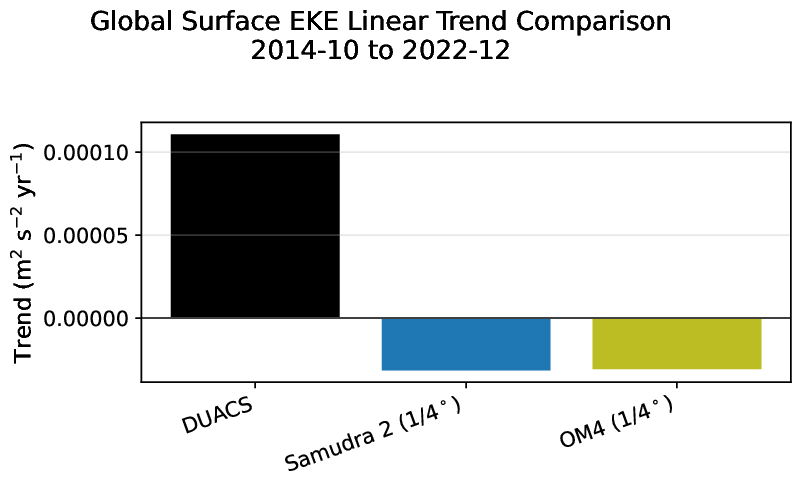 Global Surface EKE Linear Trend Comparison
2014-10 to 2022-12
Trend (m² s⁻² yr⁻¹)
0.00010
0.00005
0.00000
DUACS
Samudra 2 (1/4°)
OM4 (1/4°)